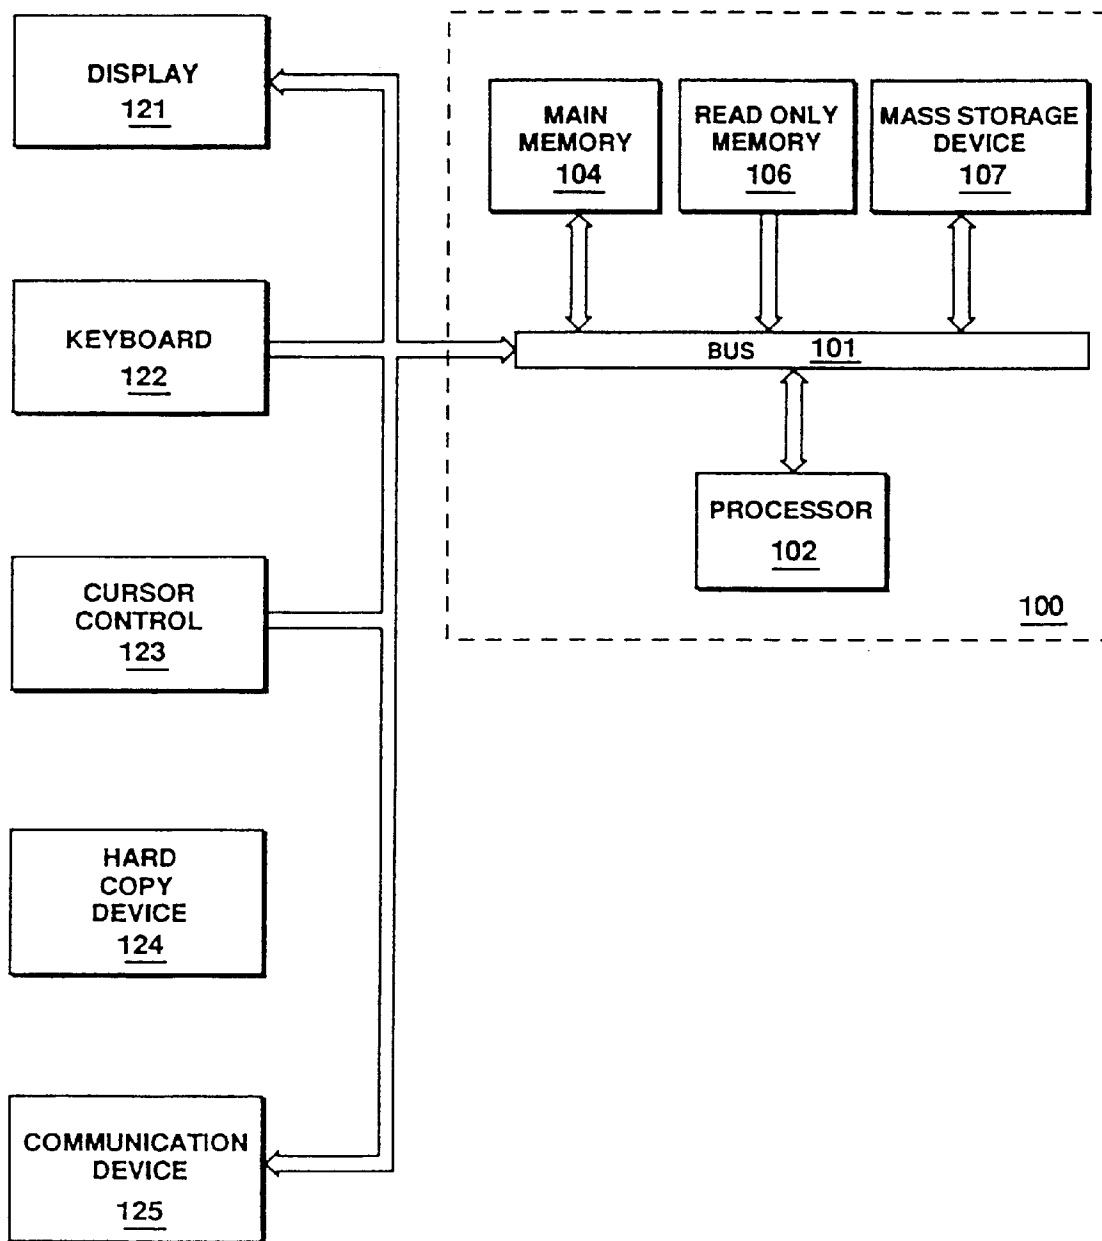 DISPLAY
121
KEYBOARD
122
CURSOR
CONTROL
123
HARD
COPY
DEVICE
124
COMMUNICATION
DEVICE
125
MAIN
MEMORY
104
READ ONLY
MEMORY
106
MASS STORAGE
DEVICE
107
BUS 101
PROCESSOR
102
100